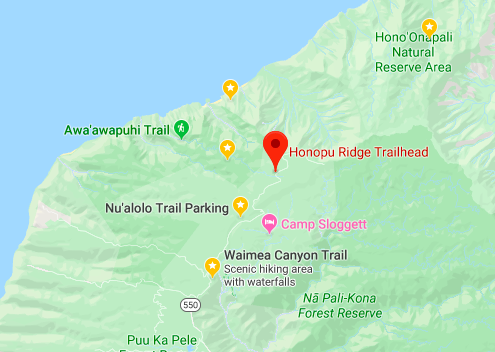 Hono'Onapali
Natural
Reserve Area
Awa'awapuhi Trail
Honopu Ridge Trailhead
Nu'alolo Trail Parking
Camp Sloggett
Waimea Canyon Trail
Scenic hiking area
with waterfalls
Nā Pali-Kona
Forest Reserve
550
Puu Ka Pele